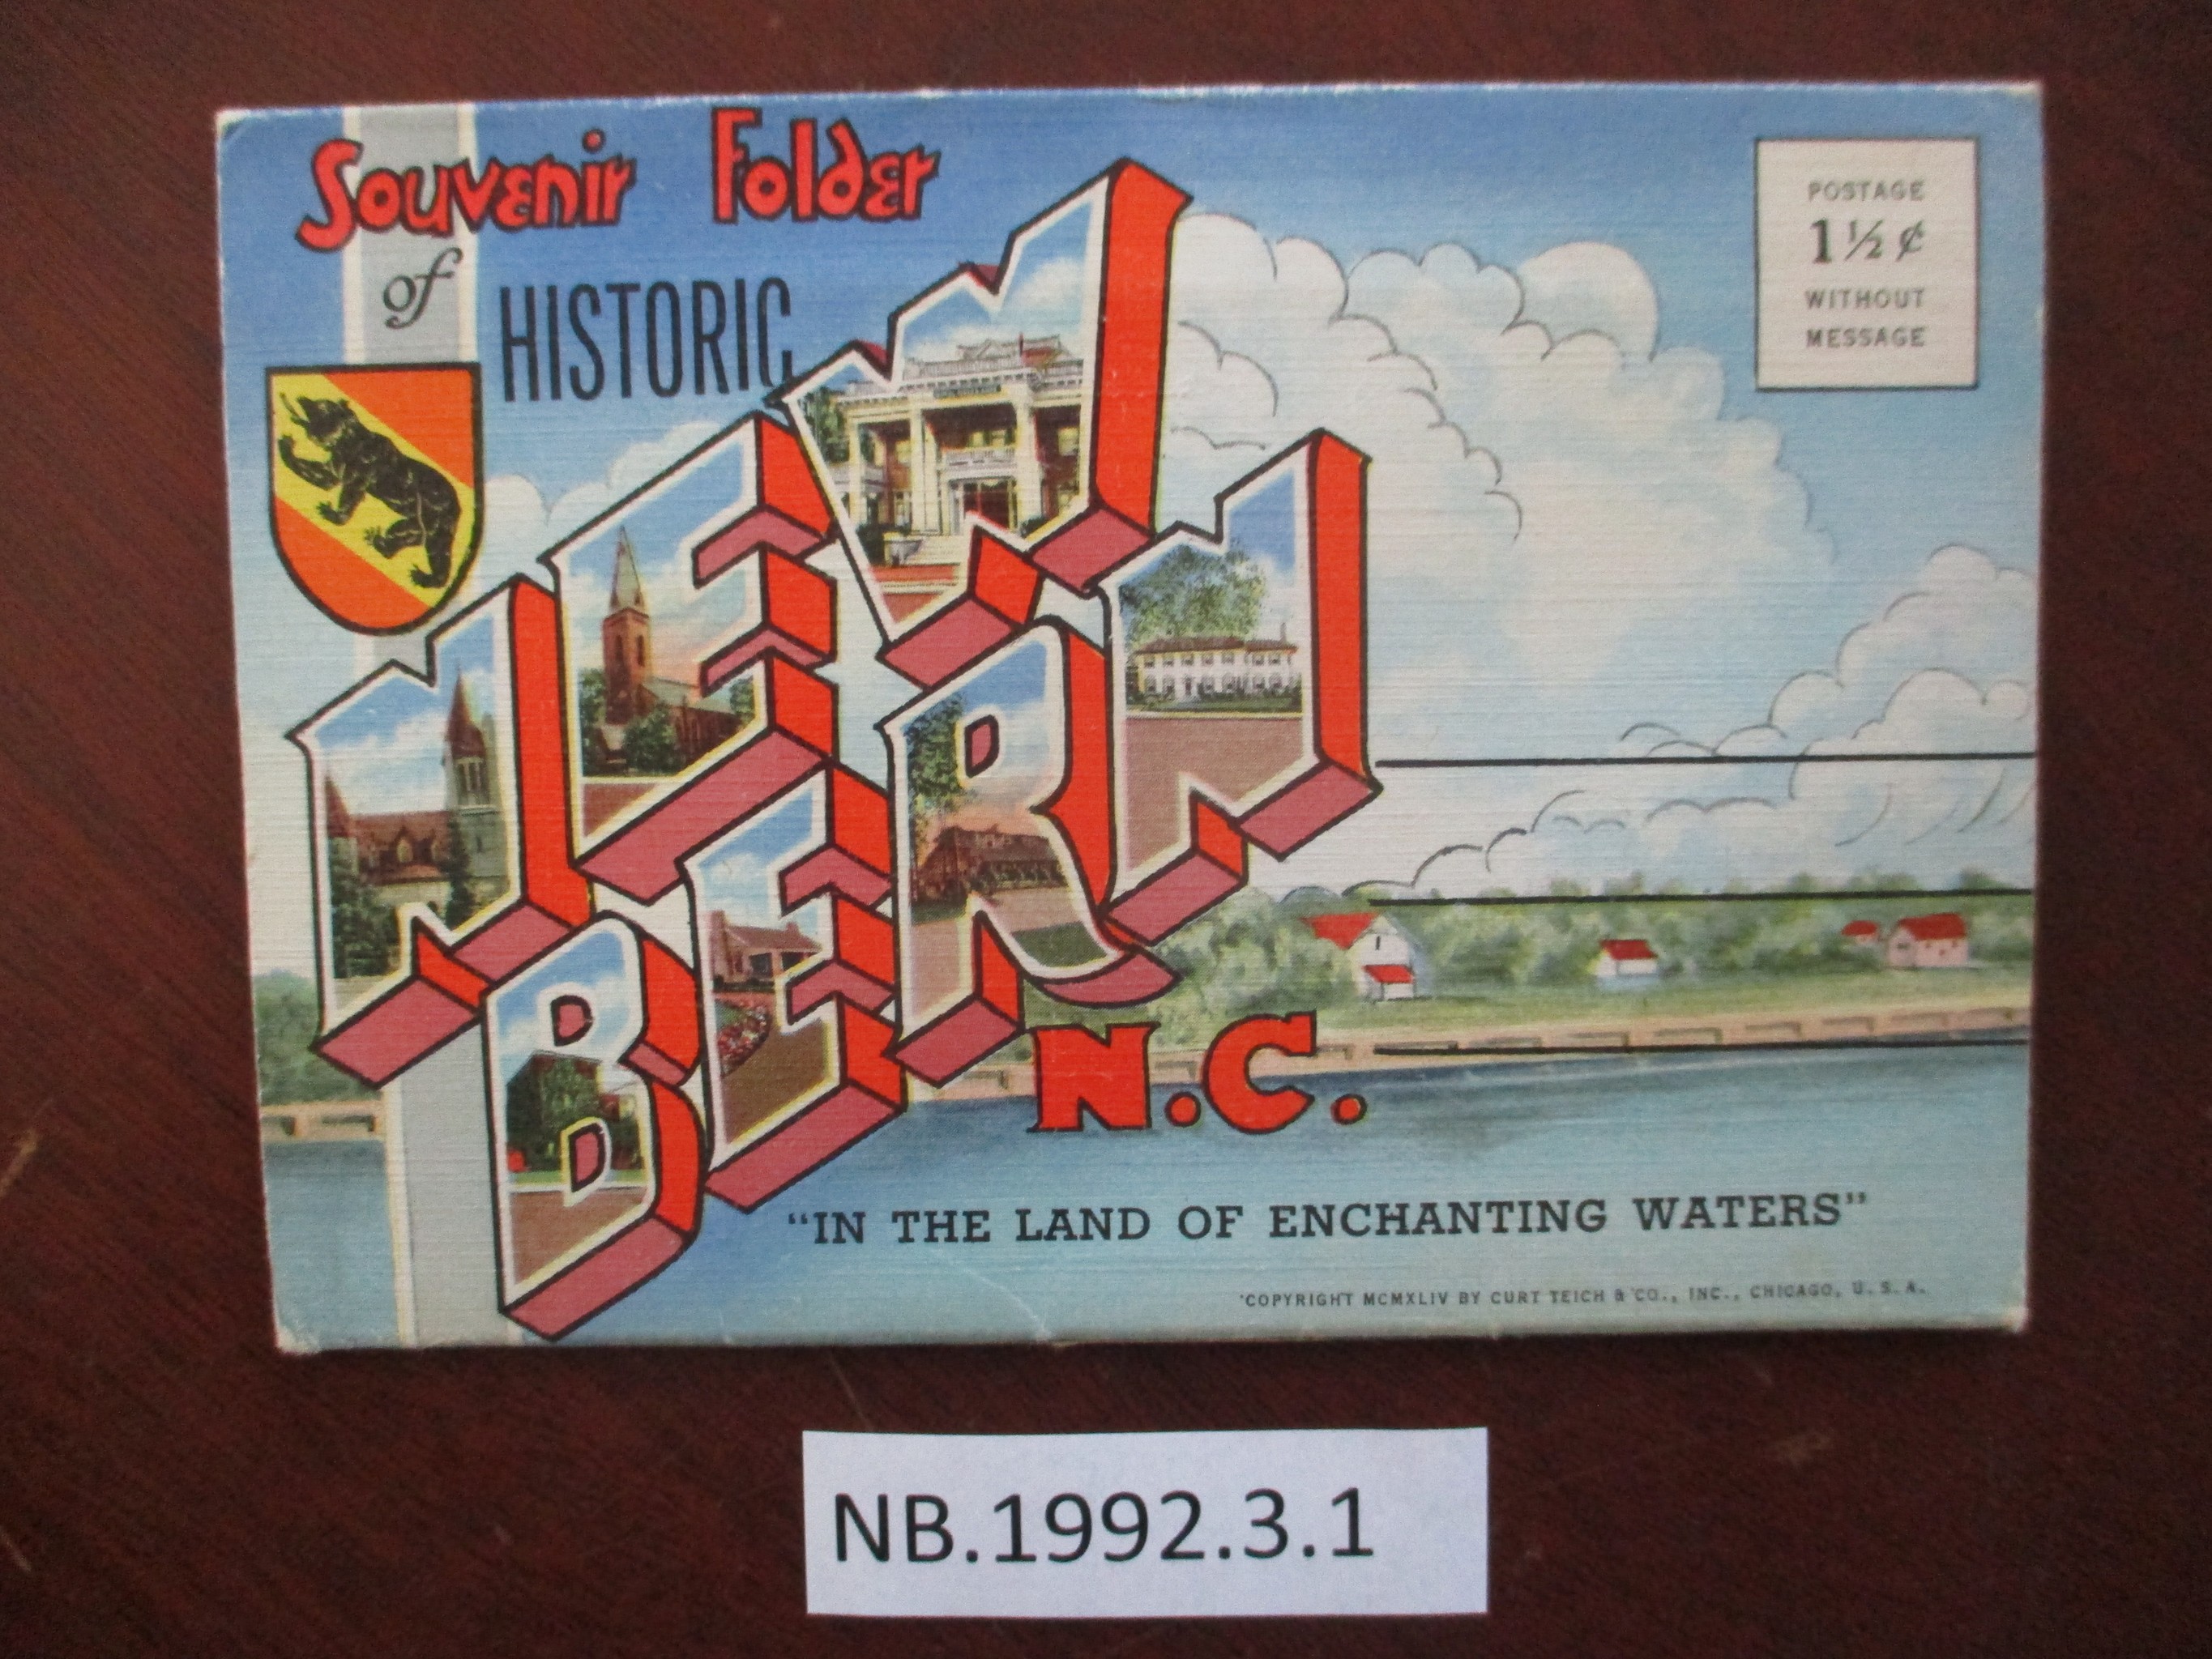 Souvenir Folder
of HISTORIC
NEW
BERN
N.C.
POSTAGE
1½ ¢
WITHOUT
MESSAGE
"IN THE LAND OF ENCHANTING WATERS"
COPYRIGHT MCMXLIV BY CURT TEICH & CO., INC., CHICAGO, U. S. A.
NB.1992.3.1